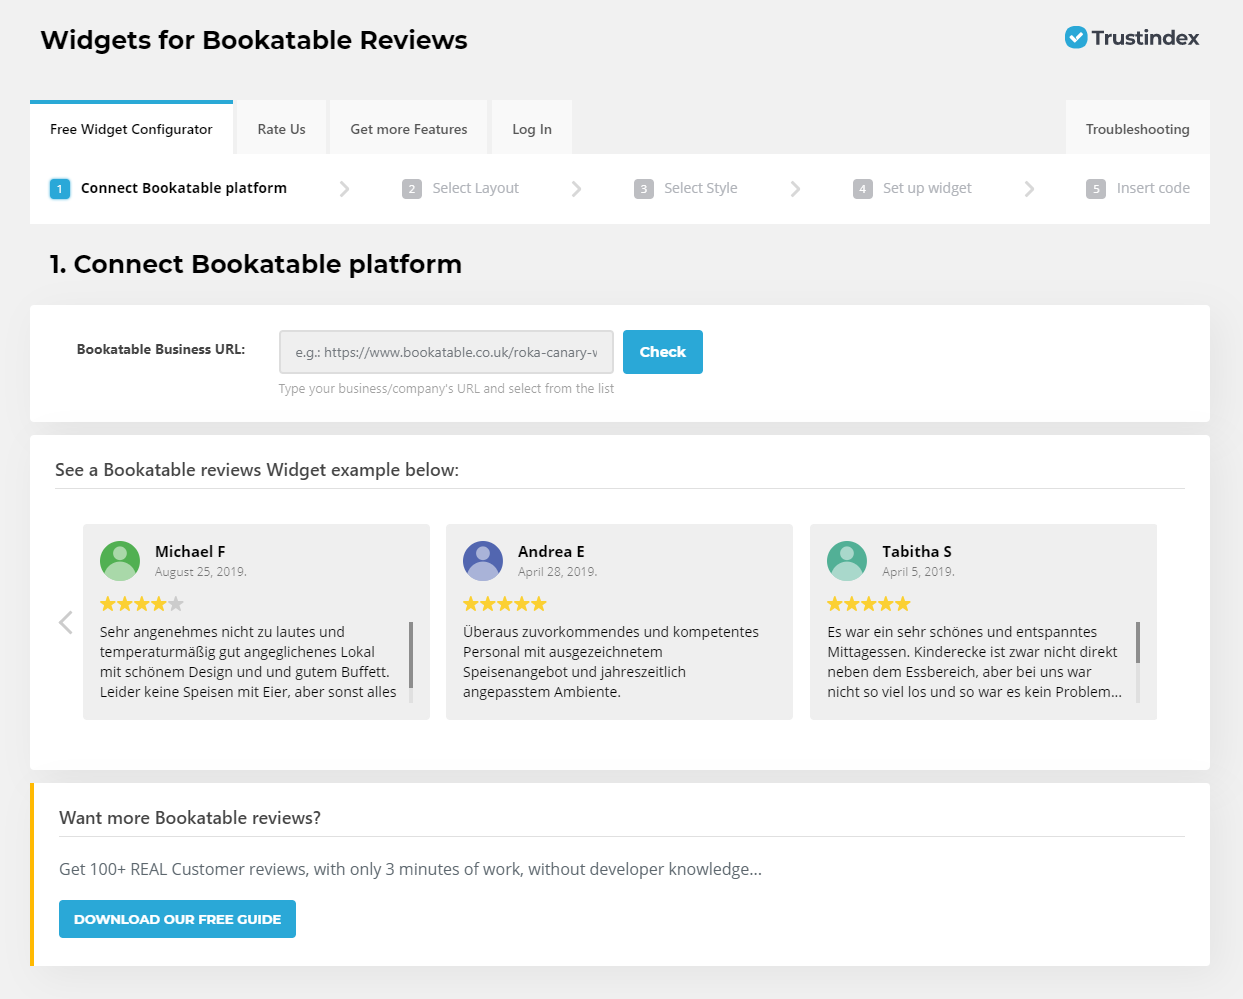 Widgets for Bookatable Reviews
Trustindex
Free Widget Configurator
Rate Us
Get more Features
Log In
Troubleshooting
1 Connect Bookatable platform
2 Select Layout
3 Select Style
4 Set up widget
5 Insert code
1. Connect Bookatable platform
Bookatable Business URL:
e.g.: https://www.bookatable.co.uk/roka-canary-
Check
Type your business/company's URL and select from the list
See a Bookatable reviews Widget example below:
Michael F
August 25, 2019.
Sehr angenehmes nicht zu lautes und
temperaturmäßig gut angeglichenes Lokal
mit schönem Design und und gutem Buffett.
Leider keine Speisen mit Eier, aber sonst alles
Andrea E
April 28, 2019.
Überaus zuvorkommendes und kompetentes
Personal mit ausgezeichnetem
Speisenangebot und jahreszeitlich
angepasstem Ambiente.
Tabitha S
April 5, 2019.
Es war ein sehr schönes und entspanntes
Mittagessen. Kinderecke ist zwar nicht direkt
neben dem Essbereich, aber bei uns war
nicht so viel los und so war es kein Problem...
Want more Bookatable reviews?
Get 100+ REAL Customer reviews, with only 3 minutes of work, without developer knowledge...
DOWNLOAD OUR FREE GUIDE